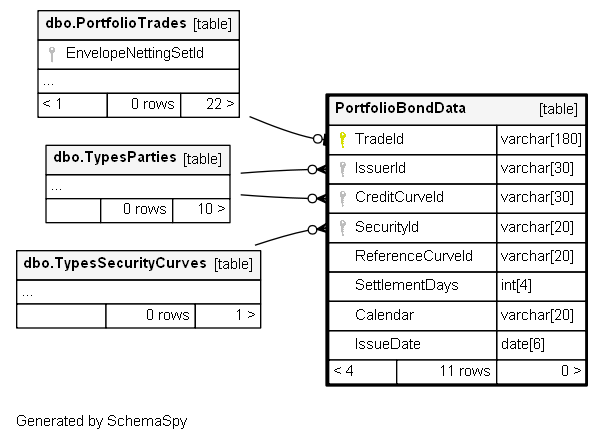 dbo.PortfolioTrades [table]
EnvelopeNettingSetId
...
< 1 0 rows 22 >
dbo.TypesParties [table]
...
0 rows 10 >
dbo.TypesSecurityCurves [table]
...
0 rows 1 >
PortfolioBondData [table]
TradeId varchar[180]
IssuerId varchar[30]
CreditCurveId varchar[30]
SecurityId varchar[20]
ReferenceCurveId varchar[20]
SettlementDays int[4]
Calendar varchar[20]
IssueDate date[6]
< 4 11 rows 0 >
Generated by SchemaSpy